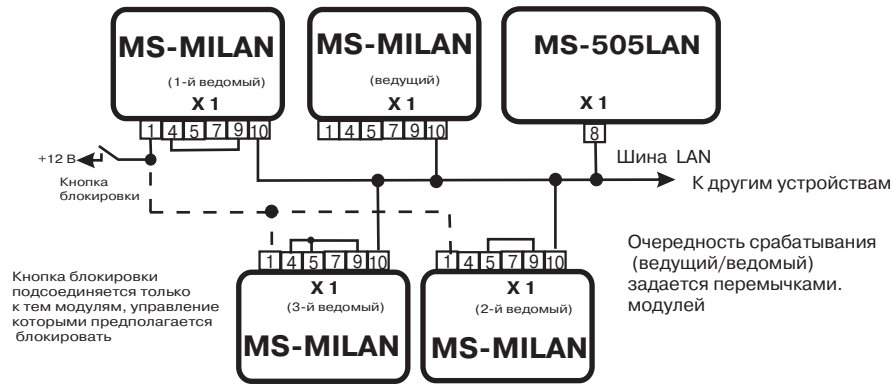 MS-MILAN
(1-й ведомый)
X 1
1 4 5 7 9 10
MS-MILAN
(ведущий)
X 1
1 4 5 7 9 10
MS-505LAN
X 1
8
+12 В
Кнопка
блокировки
Шина LAN
К другим устройствам
1 4 5 7 9 10
X 1
(3-й ведомый)
MS-MILAN
1 4 5 7 9 10
X 1
(2-й ведомый)
MS-MILAN
Кнопка блокировки
подсоединяется только
к тем модулям, управление
которыми предполагается
блокировать
Очередность срабатывания
(ведущий/ведомый)
задается перемычками.
модулей